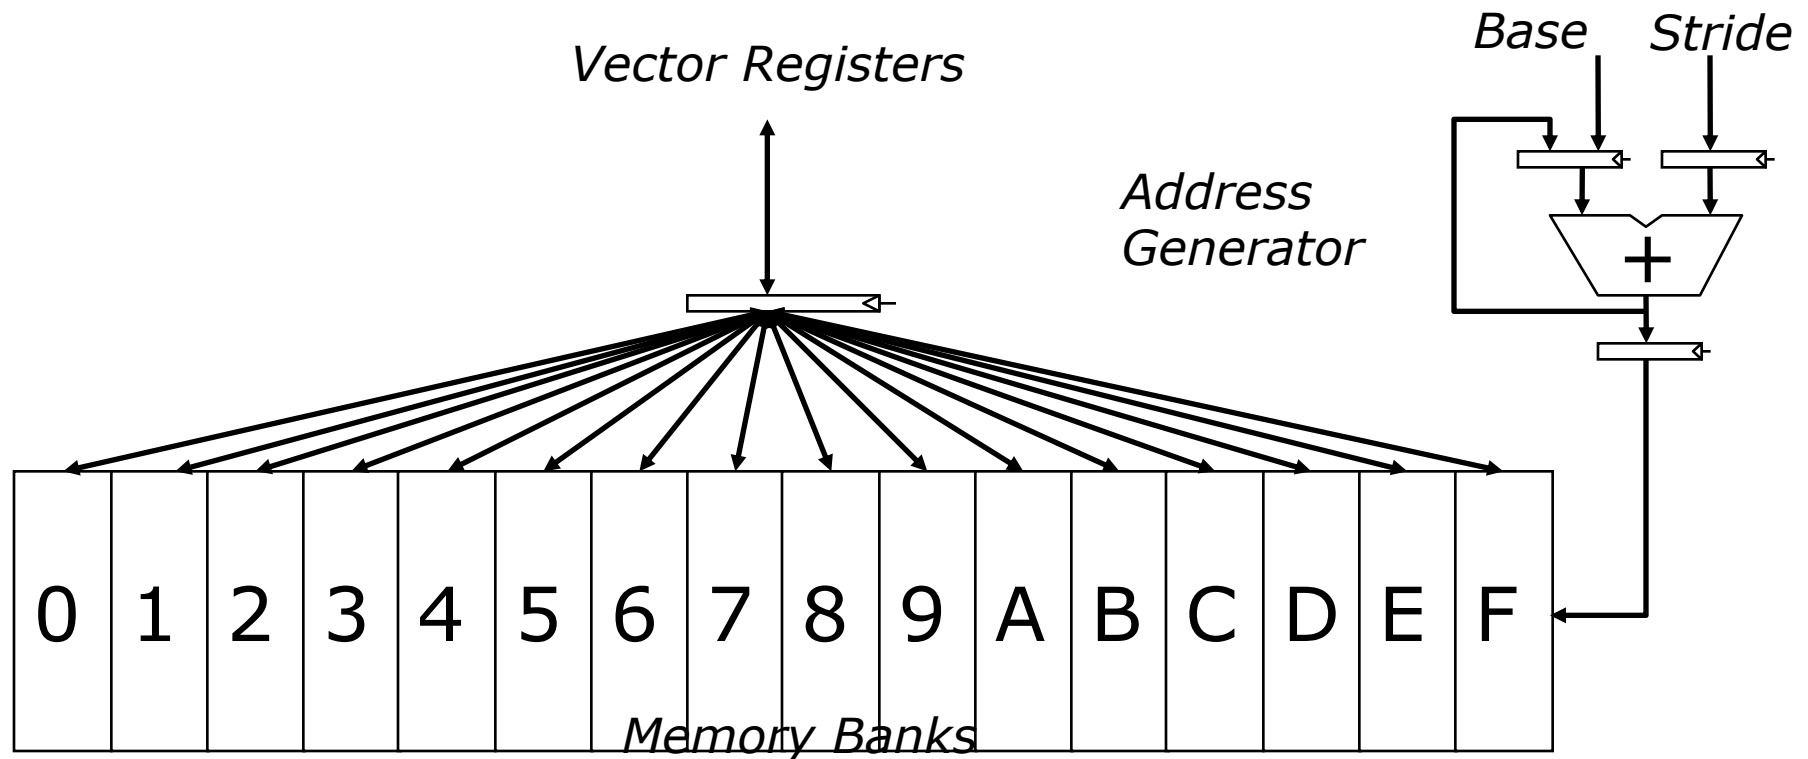 Base Stride
Vector Registers
Address
Generator
+
0 1 2 3 4 5 6 7 8 9 A B C D E F
Memory Banks